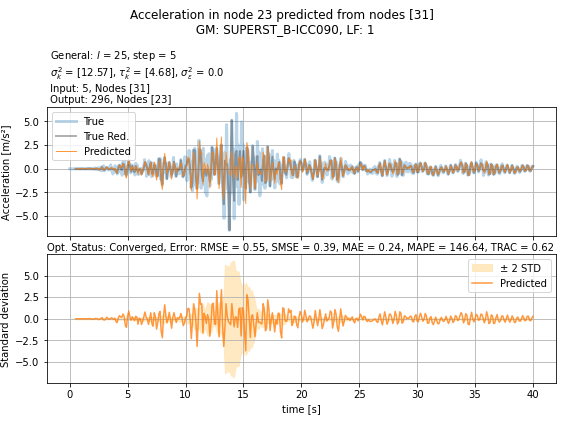 Acceleration in node 23 predicted from nodes [31]
GM: SUPERST_B-ICC090, LF: 1
General: l = 25, step = 5
σ²ₖ = [12.57], τ²ₖ = [4.68], σ²ε = 0.0
Input: 5, Nodes [31]
Output: 296, Nodes [23]
Acceleration [m/s²]
5.0
2.5
0.0
−2.5
−5.0
True
True Red.
Predicted
Opt. Status: Converged, Error: RMSE = 0.55, SMSE = 0.39, MAE = 0.24, MAPE = 146.64, TRAC = 0.62
Standard deviation
5.0
2.5
0.0
−2.5
−5.0
± 2 STD
Predicted
0 5 10 15 20 25 30 35 40
time [s]